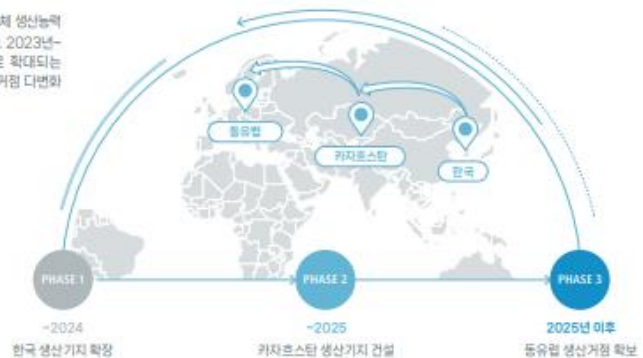 체 생산능력
. 2023년~
로 확대되는
거점 다변화
동유럽
카자흐스탄
한국
PHASE 1
PHASE 2
PHASE 3
~2024
~2025
2025년 이후
한국 생산기지 확장
카자흐스탄 생산기지 건설
동유럽 생산거점 확보